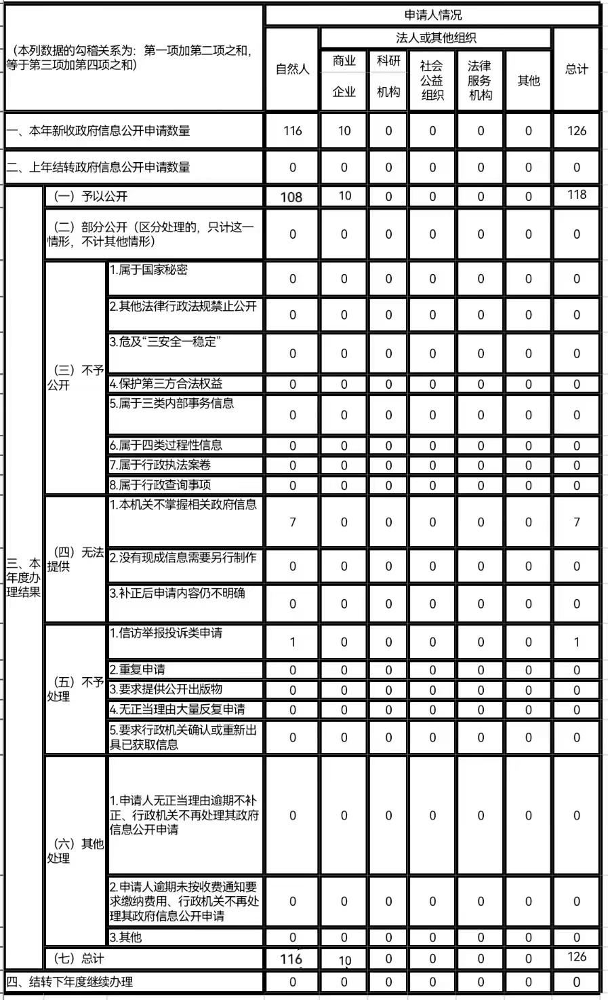 申请人情况
（本列数据的勾稽关系为：第一项加第二项之和，
等于第三项加第四项之和）
自然人
法人或其他组织
总计
商业
企业
科研
机构
社会
公益
组织
法律
服务
机构
其他
一、本年新收政府信息公开申请数量 116 10 0 0 0 0 126
二、上年结转政府信息公开申请数量 0 0 0 0 0 0 0
三、本
年度办
理结果
（一）予以公开 108 10 0 0 0 0 118
（二）部分公开（区分处理的，只计这一
情形，不计其他情形） 0 0 0 0 0 0 0
（三）不予
公开
1.属于国家秘密 0 0 0 0 0 0 0
2.其他法律行政法规禁止公开 0 0 0 0 0 0 0
3.危及“三安全一稳定” 0 0 0 0 0 0 0
4.保护第三方合法权益 0 0 0 0 0 0 0
5.属于三类内部事务信息 0 0 0 0 0 0 0
6.属于四类过程性信息 0 0 0 0 0 0 0
7.属于行政执法案卷 0 0 0 0 0 0 0
8.属于行政查询事项 0 0 0 0 0 0 0
（四）无法
提供
1.本机关不掌握相关政府信息 7 0 0 0 0 0 7
2.没有现成信息需要另行制作 0 0 0 0 0 0 0
3.补正后申请内容仍不明确 0 0 0 0 0 0 0
（五）不予
处理
1.信访举报投诉类申请 1 0 0 0 0 0 1
2.重复申请 0 0 0 0 0 0 0
3.要求提供公开出版物 0 0 0 0 0 0 0
4.无正当理由大量反复申请 0 0 0 0 0 0 0
5.要求行政机关确认或重新出
具已获取信息 0 0 0 0 0 0 0
（六）其他
处理
1.申请人无正当理由逾期不补
正、行政机关不再处理其政府
信息公开申请 0 0 0 0 0 0 0
2.申请人逾期未按收费通知要
求缴纳费用、行政机关不再处
理其政府信息公开申请 0 0 0 0 0 0 0
3.其他 0 0 0 0 0 0 0
（七）总计 116 10 0 0 0 0 126
四、结转下年度继续办理 0 0 0 0 0 0 0